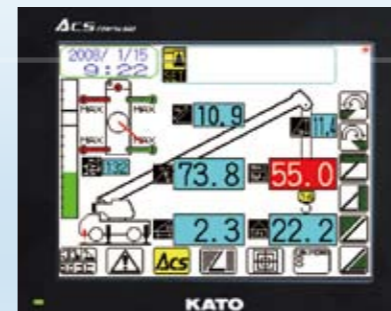 ACS
2008/ 1/15
9:22
SET
MAX
MAX
10.9
11.4
MAX
MAX
132
73.8
55.0
2.3
22.2
Acs
KATO